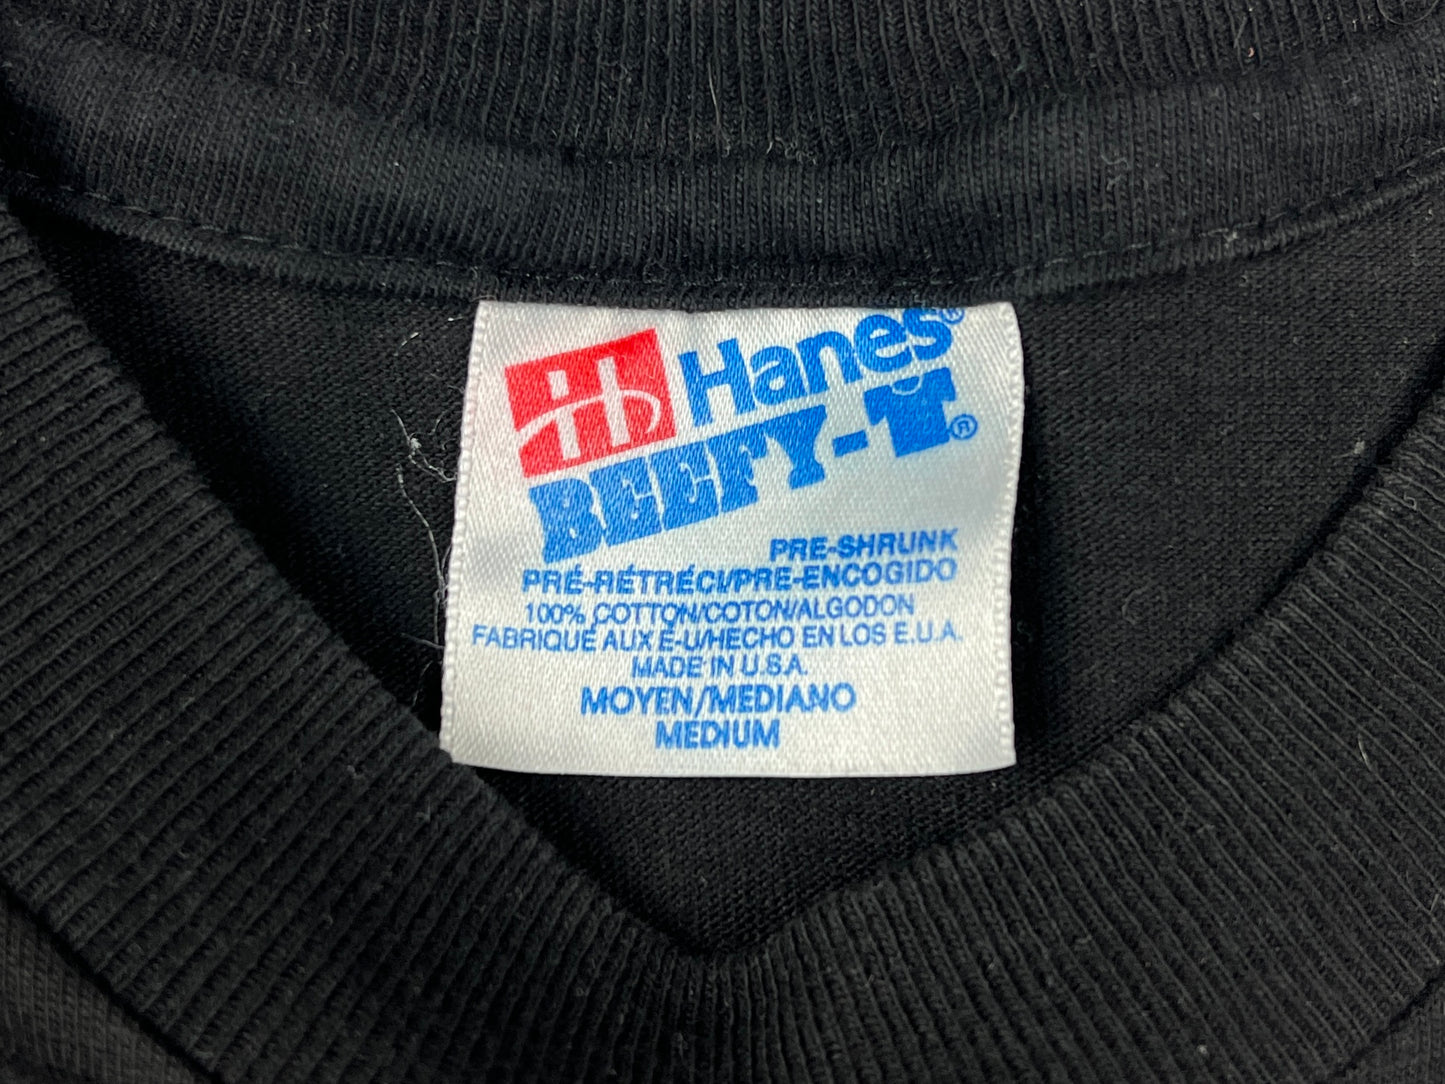 Hanes®
BEEFY-T®
PRE-SHRUNK
PRÉ-RÉTRÉCI/PRE-ENCOGIDO
100% COTTON/COTON/ALGODON
FABRIQUÉ AUX É-U/HECHO EN LOS E.U.A.
MADE IN U.S.A.
MOYEN/MEDIANO
MEDIUM